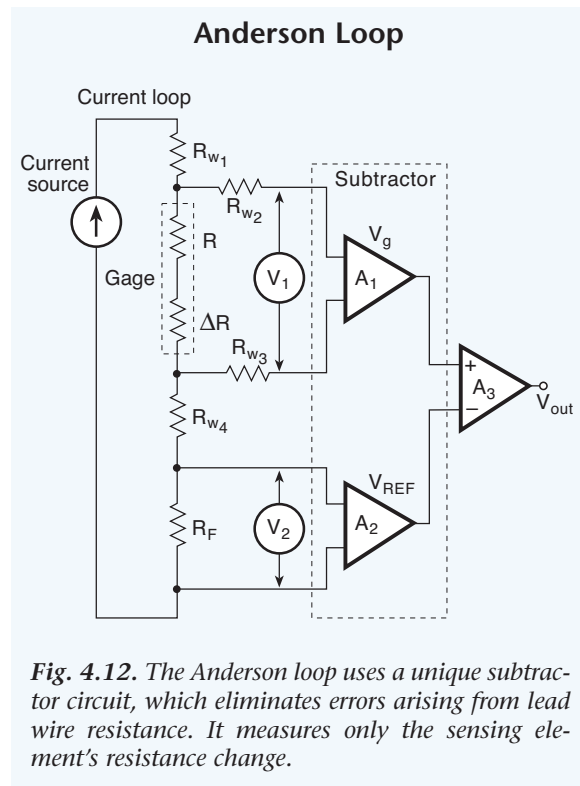 Anderson Loop
Current loop
Current
source
Rw1
Rw2
Subtractor
R
Gage
ΔR
V1
Vg
A1
Rw3
Rw4
+
A3
−
Vout
VREF
RF
V2
A2
Fig. 4.12. The Anderson loop uses a unique subtrac-
tor circuit, which eliminates errors arising from lead
wire resistance. It measures only the sensing ele-
ment's resistance change.